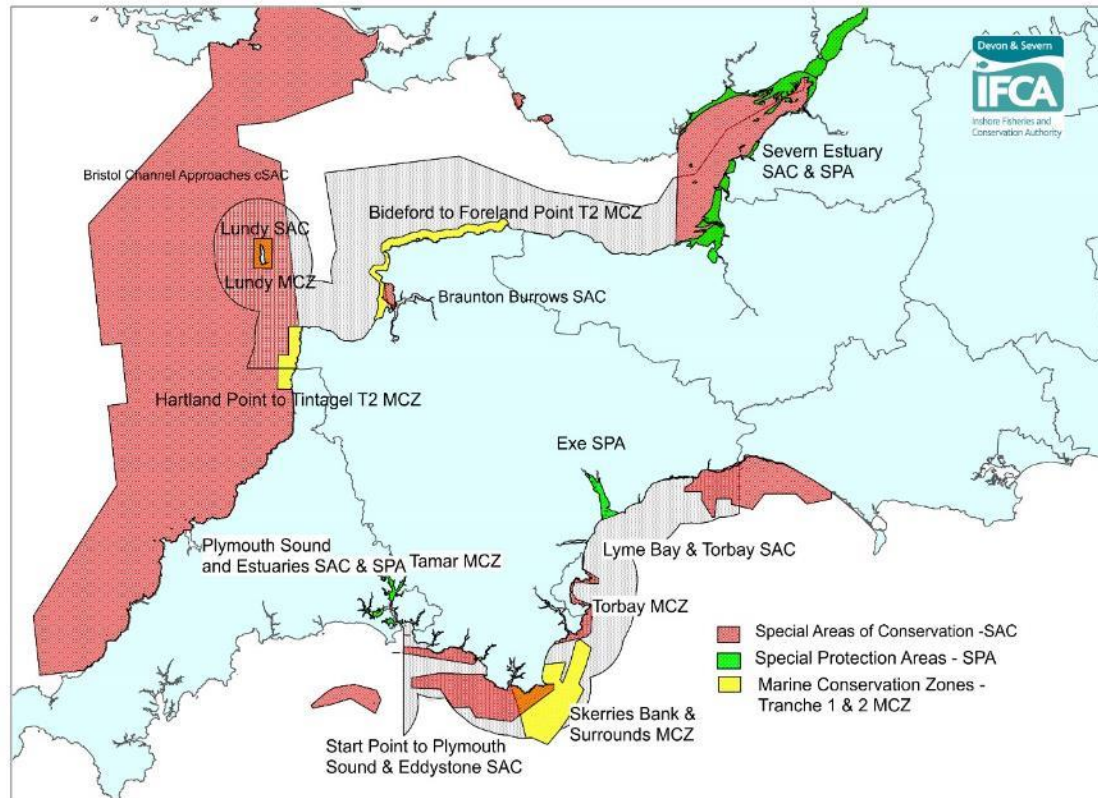 Devon & Severn
IFCA
Inshore Fisheries and
Conservation Authority
Severn Estuary
SAC & SPA
Bristol Channel Approaches cSAC
Bideford to Foreland Point T2 MCZ
Lundy SAC
Lundy MCZ
Braunton Burrows SAC
Hartland Point to Tintagel T2 MCZ
Exe SPA
Plymouth Sound
and Estuaries SAC & SPA
Tamar MCZ
Lyme Bay & Torbay SAC
Torbay MCZ
Special Areas of Conservation -SAC
Special Protection Areas - SPA
Marine Conservation Zones -
Tranche 1 & 2 MCZ
Skerries Bank &
Surrounds MCZ
Start Point to Plymouth
Sound & Eddystone SAC